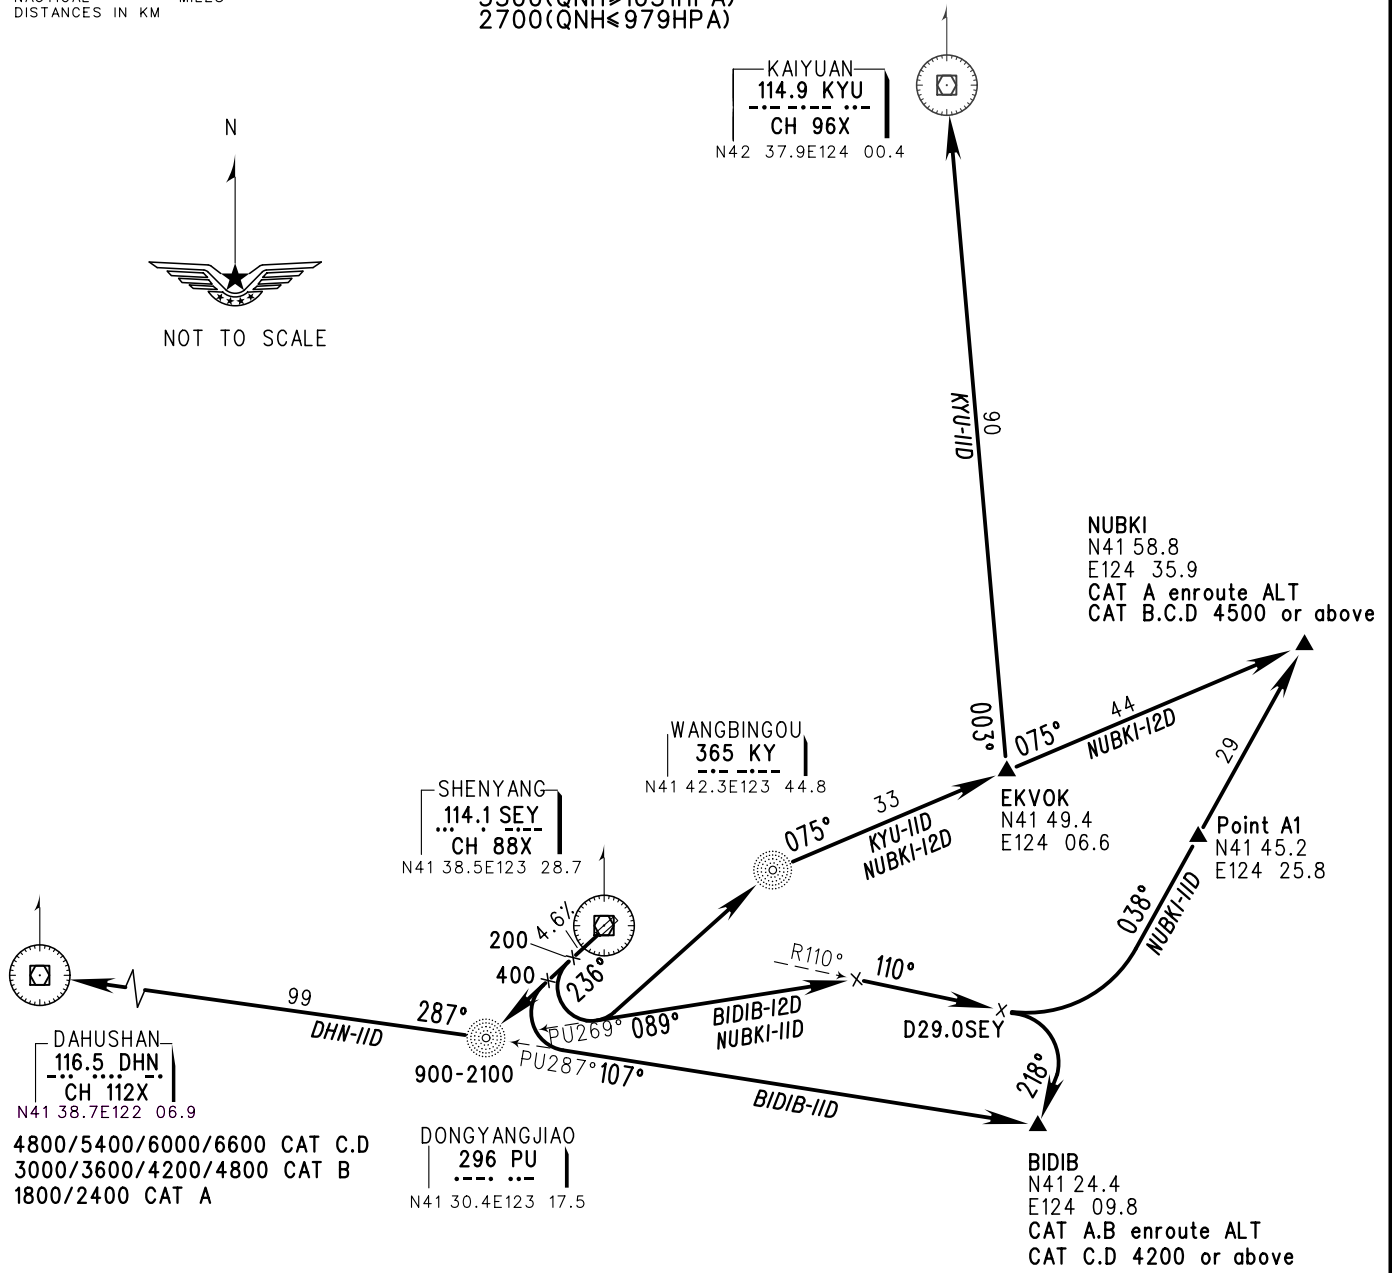 DISTANCES IN KM
2700(QNH≤979HPA)
KAIYUAN
114.9 KYU
CH 96X
N42 37.9E124 00.4
N
NOT TO SCALE
KYU-11D
90
NUBKI
N41 58.8
E124 35.9
CAT A enroute ALT
CAT B.C.D 4500 or above
003°
075°
44
NUBKI-12D
29
WANGBINGOU
365 KY
N41 42.3E123 44.8
EKVOK
N41 49.4
E124 06.6
075°
33
KYU-11D
NUBKI-12D
SHENYANG
114.1 SEY
CH 88X
N41 38.5E123 28.7
Point A1
N41 45.2
E124 25.8
038°
NUBKI-11D
4.6%
200
400
236°
R110°
110°
D29.0SEY
BIDIB-12D
NUBKI-11D
089°
PU269°
PU287°
107°
BIDIB-11D
218°
99
DHN-11D
287°
900-2100
DAHUSHAN
116.5 DHN
CH 112X
N41 38.7E122 06.9
4800/5400/6000/6600 CAT C.D
3000/3600/4200/4800 CAT B
1800/2400 CAT A
DONGYANGJIAO
296 PU
N41 30.4E123 17.5
BIDIB
N41 24.4
E124 09.8
CAT A.B enroute ALT
CAT C.D 4200 or above